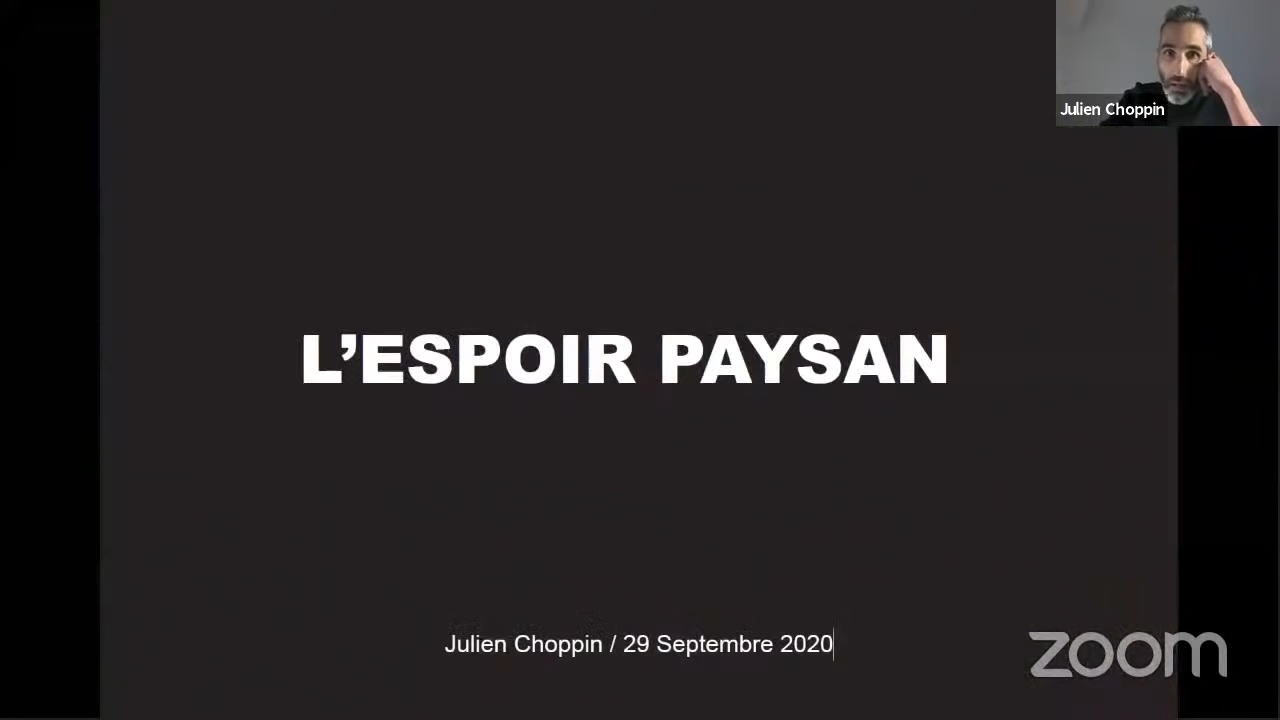 Julien Choppin
L’ESPOIR PAYSAN
Julien Choppin / 29 Septembre 2020
zoom